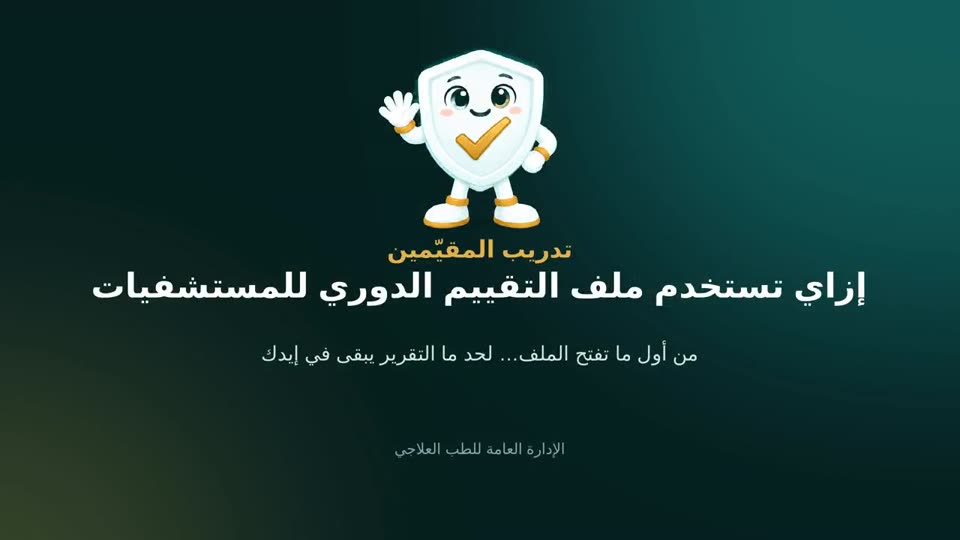 تدريب المقيّمين
إزاي تستخدم ملف التقييم الدوري للمستشفيات
من أول ما تفتح الملف... لحد ما التقرير يبقى في إيدك
الإدارة العامة للطب العلاجي